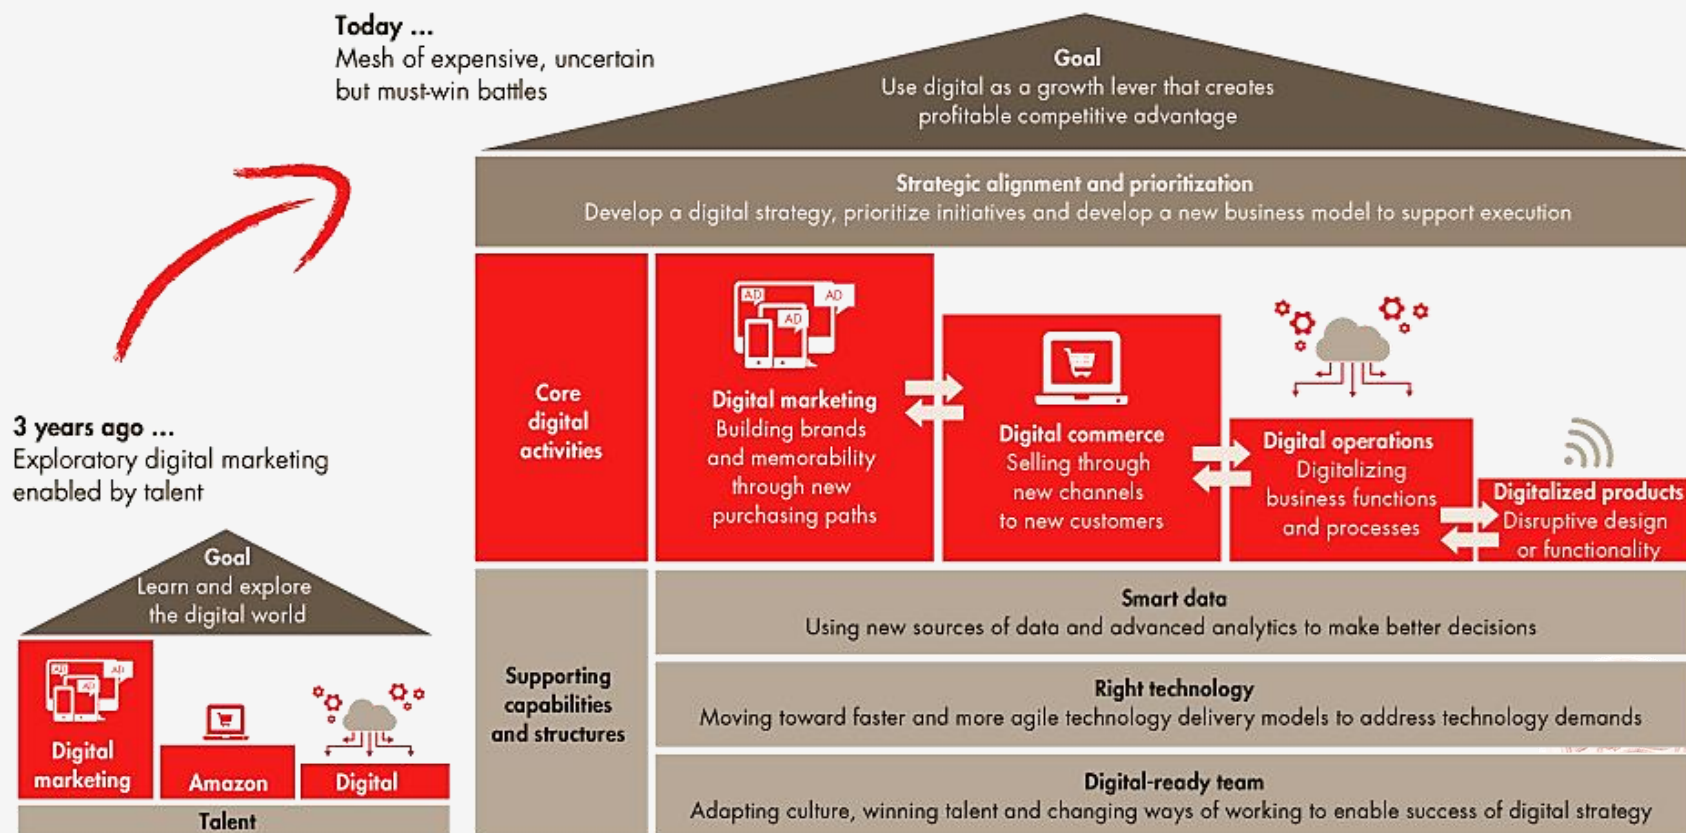 Today ...
Mesh of expensive, uncertain
but must-win battles
Goal
Use digital as a growth lever that creates
profitable competitive advantage
Strategic alignment and prioritization
Develop a digital strategy, prioritize initiatives and develop a new business model to support execution
Core
digital
activities
AD
AD
AD
Digital marketing
Building brands
and memorability
through new
purchasing paths
Digital commerce
Selling through
new channels
to new customers
Digital operations
Digitalizing
business functions
and processes
Digitalized products
Disruptive design
or functionality
Supporting
capabilities
and structures
Smart data
Using new sources of data and advanced analytics to make better decisions
Right technology
Moving toward faster and more agile technology delivery models to address technology demands
Digital-ready team
Adapting culture, winning talent and changing ways of working to enable success of digital strategy
3 years ago ...
Exploratory digital marketing
enabled by talent
Goal
Learn and explore
the digital world
AD
AD
AD
Digital
marketing
Amazon
Digital
Talent